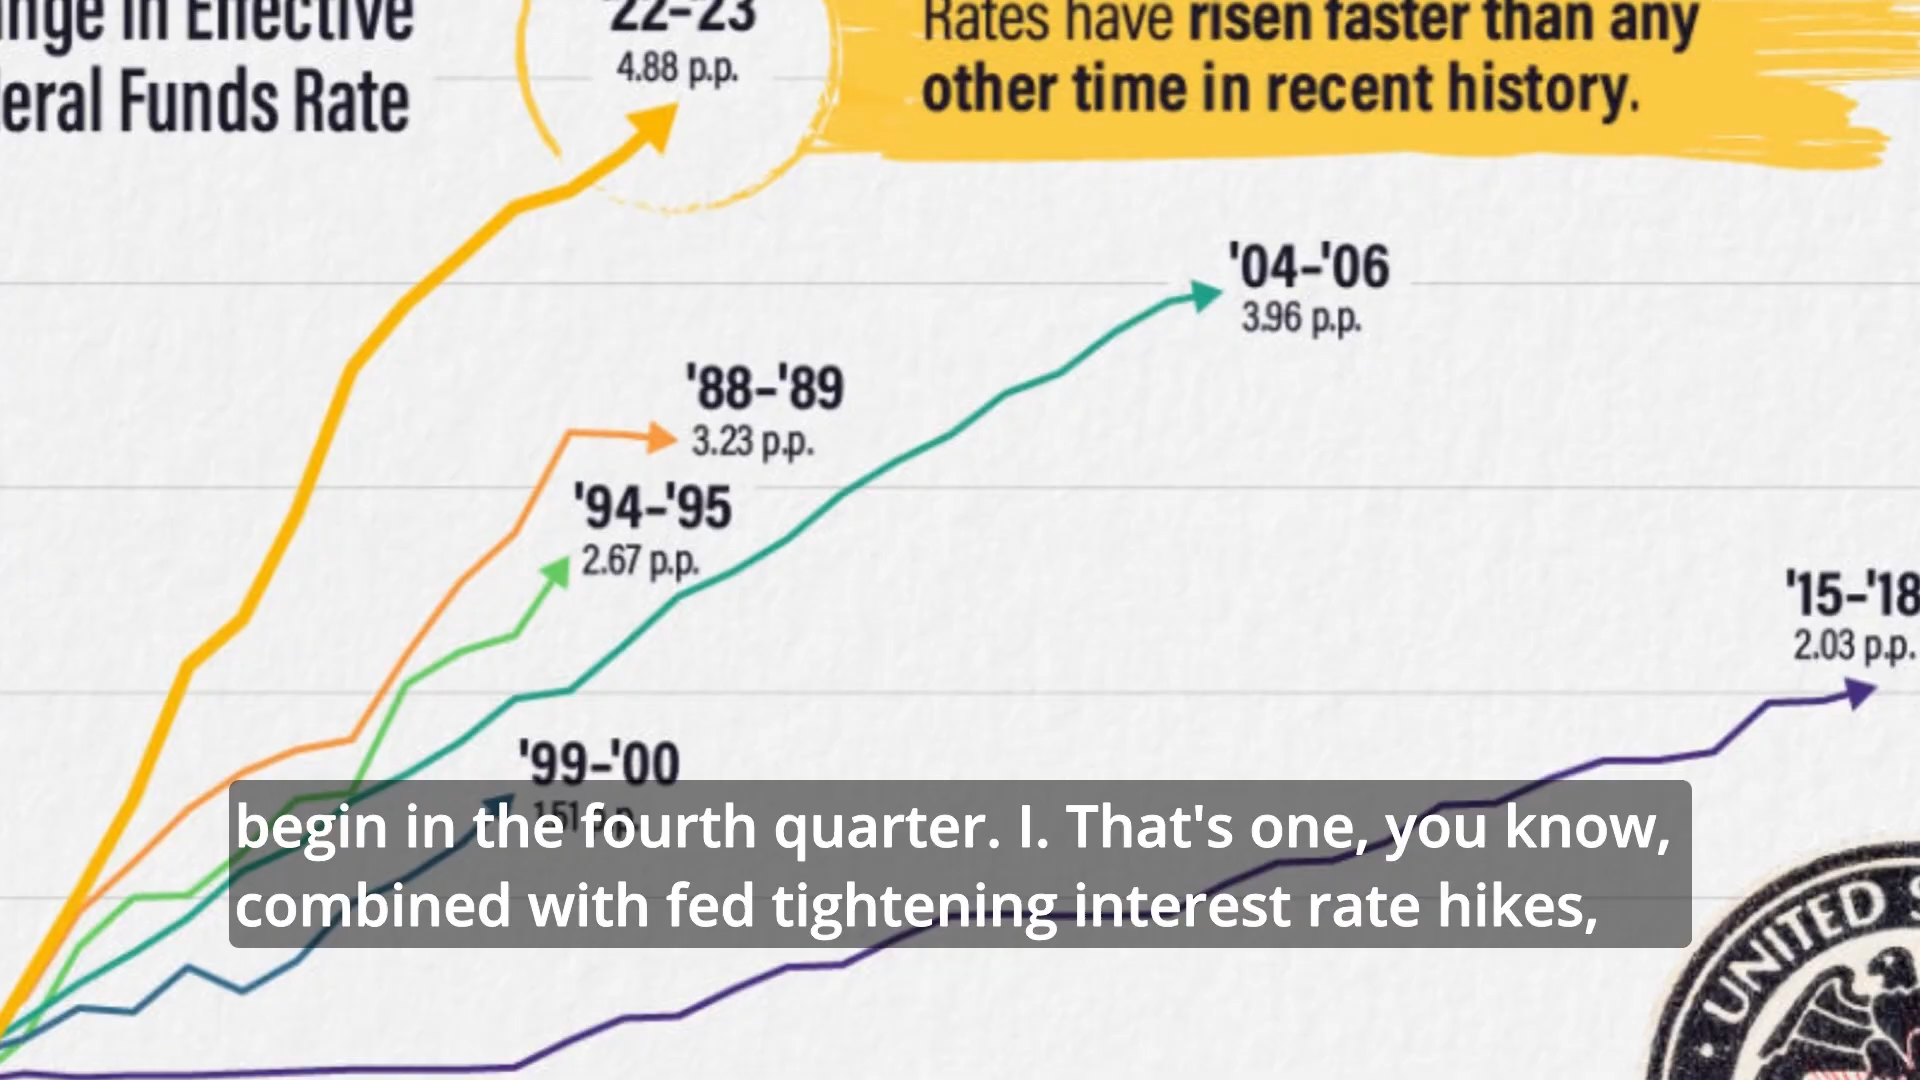 nge in Effective
eral Funds Rate
'22–'23
4.88 p.p.
Rates have risen faster than any
other time in recent history.
'04–'06
3.96 p.p.
'88–'89
3.23 p.p.
'94–'95
2.67 p.p.
'15–'18
2.03 p.p.
'99–'00
1.51 p.p.
begin in the fourth quarter. I. That's one, you know,
combined with fed tightening interest rate hikes,
UNITED S